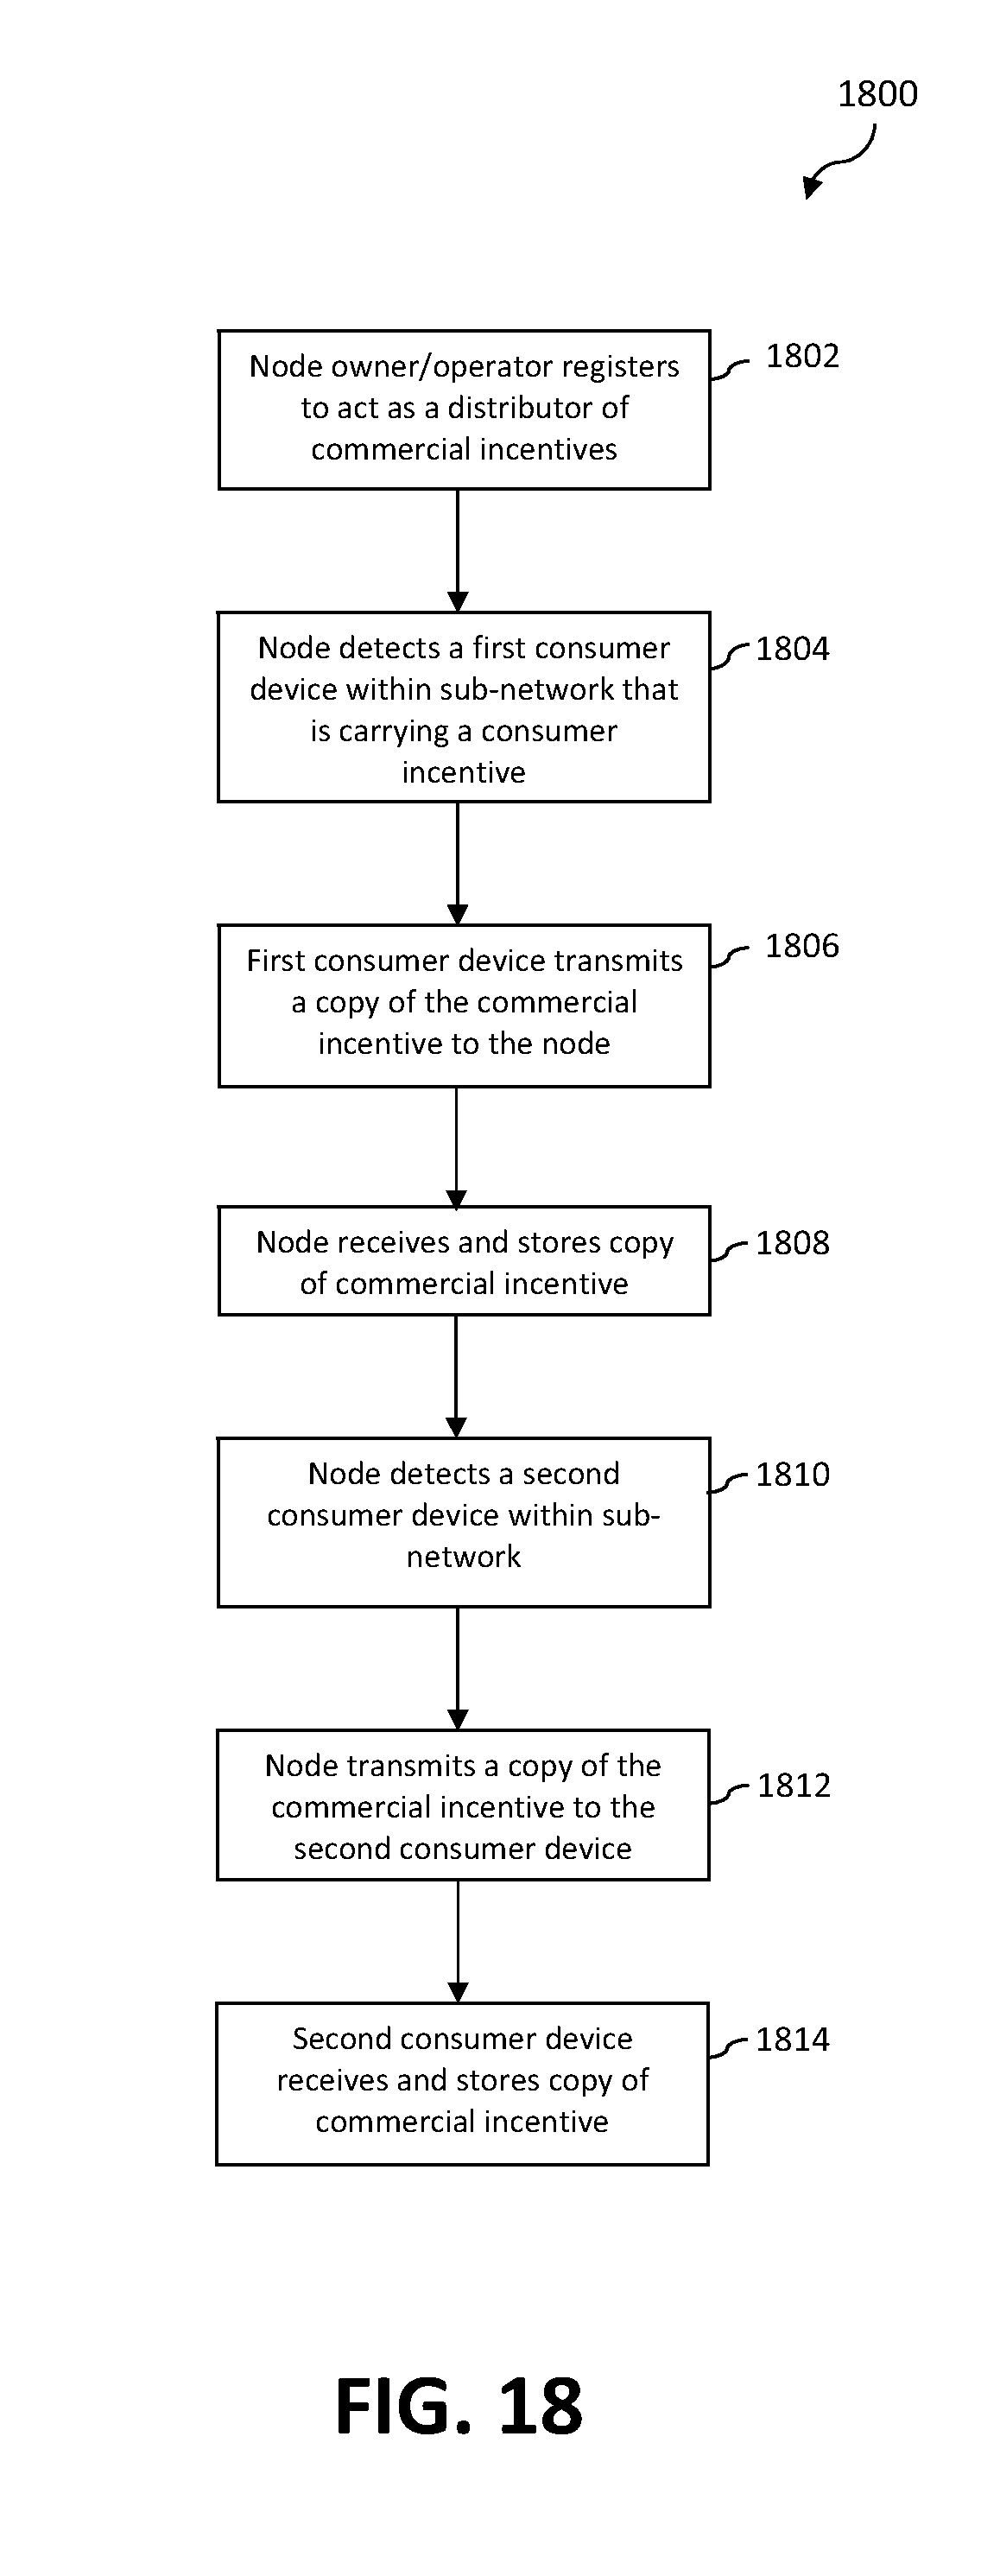 1800
Node owner/operator registers
to act as a distributor of
commercial incentives
1802
Node detects a first consumer
device within sub-network that
is carrying a consumer
incentive
1804
First consumer device transmits
a copy of the commercial
incentive to the node
1806
Node receives and stores copy
of commercial incentive
1808
Node detects a second
consumer device within sub-
network
1810
Node transmits a copy of the
commercial incentive to the
second consumer device
1812
Second consumer device
receives and stores copy of
commercial incentive
1814
FIG. 18